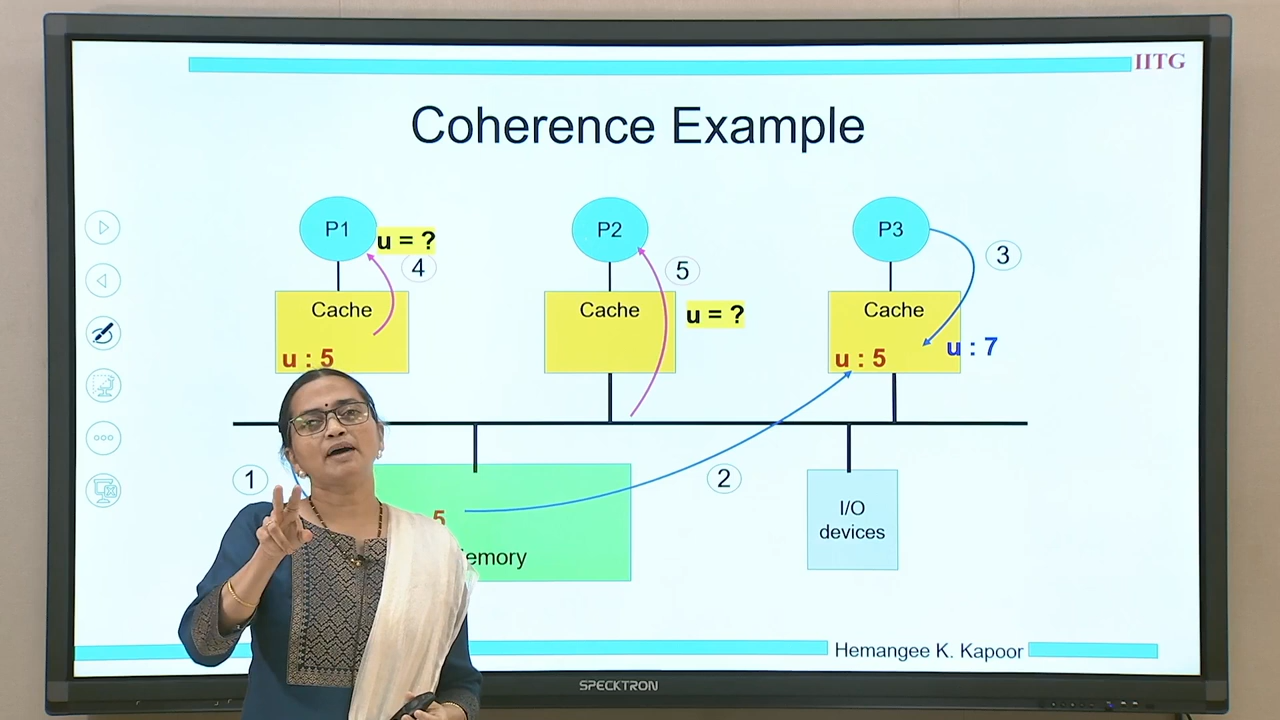 IITG
Coherence Example
P1
u = ?
4
Cache
u : 5
P2
5
Cache
u = ?
P3
3
Cache
u : 5
u : 7
1
2
5
I/O
devices
Hemangee K. Kapoor
SPECKTRON